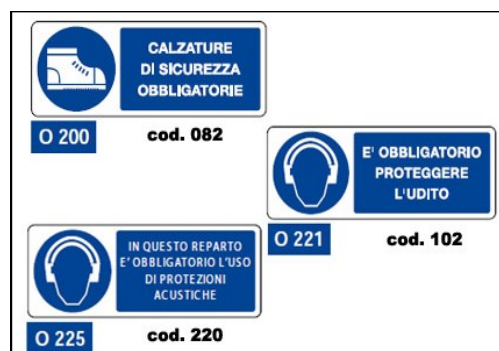 CALZATURE
DI SICUREZZA
OBBLIGATORIE
O 200
cod. 082
E' OBBLIGATORIO
PROTEGGERE
L'UDITO
O 221
cod. 102
IN QUESTO REPARTO
E' OBBLIGATORIO L'USO
DI PROTEZIONI
ACUSTICHE
O 225
cod. 220